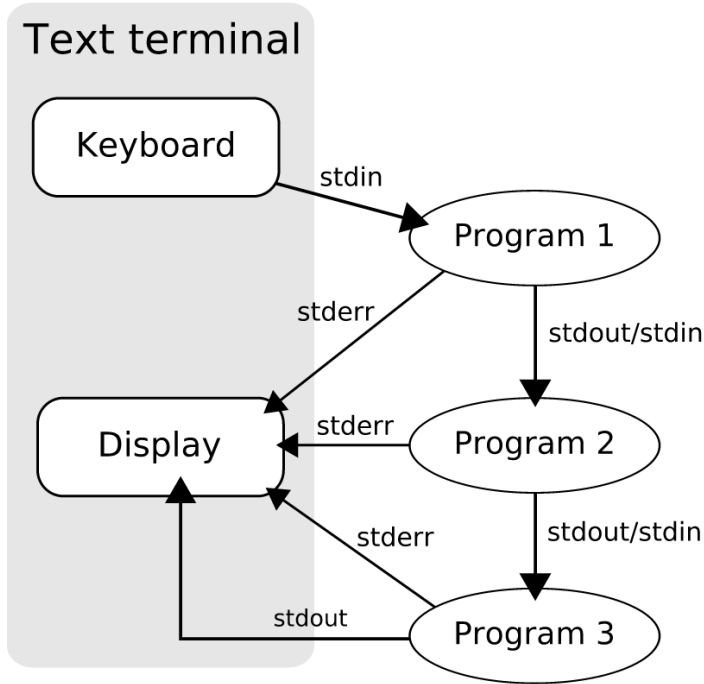 Text terminal
Keyboard
stdin
Program 1
stderr
stdout/stdin
Display
stderr
Program 2
stderr
stdout/stdin
stdout
Program 3